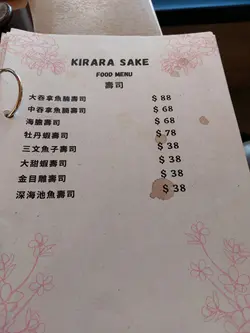 KIRARA SAKE
FOOD MENU
壽司
大吞拿魚腩壽司 $ 88
中吞拿魚腩壽司 $ 68
海膽壽司 $ 68
牡丹蝦壽司 $ 78
三文魚子壽司 $ 38
大甜蝦壽司 $ 38
金目雕壽司 $ 38
深海池魚壽司 $ 38